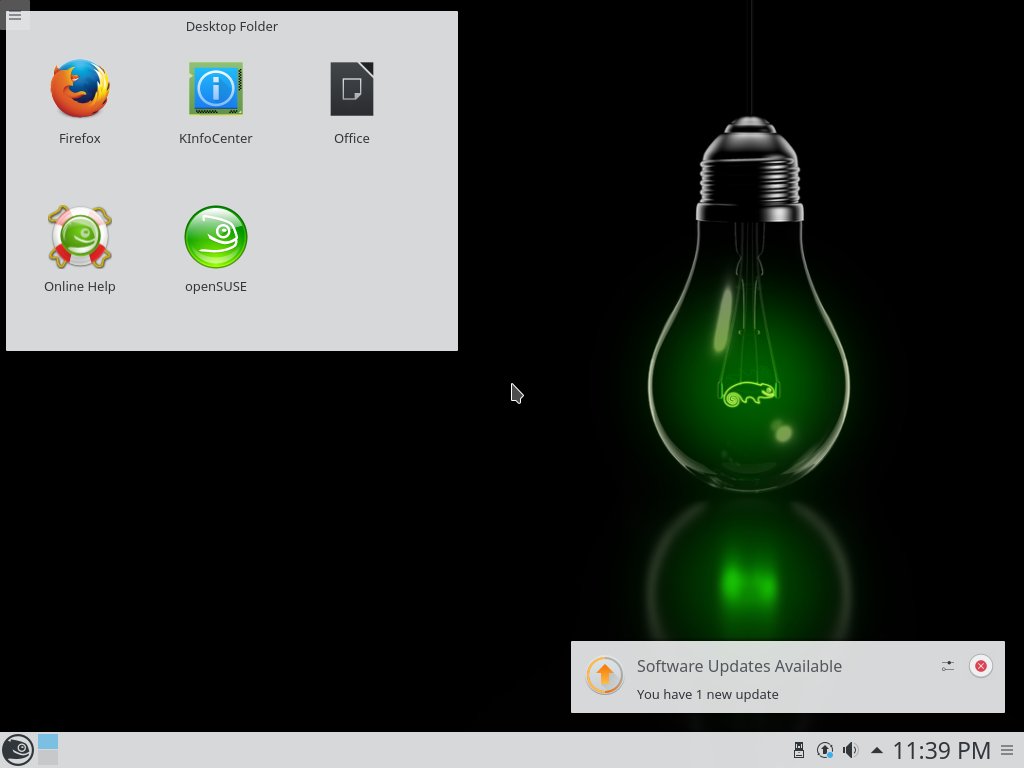 Desktop Folder
Firefox
KInfoCenter
Office
Online Help
openSUSE
Software Updates Available
You have 1 new update
11:39 PM